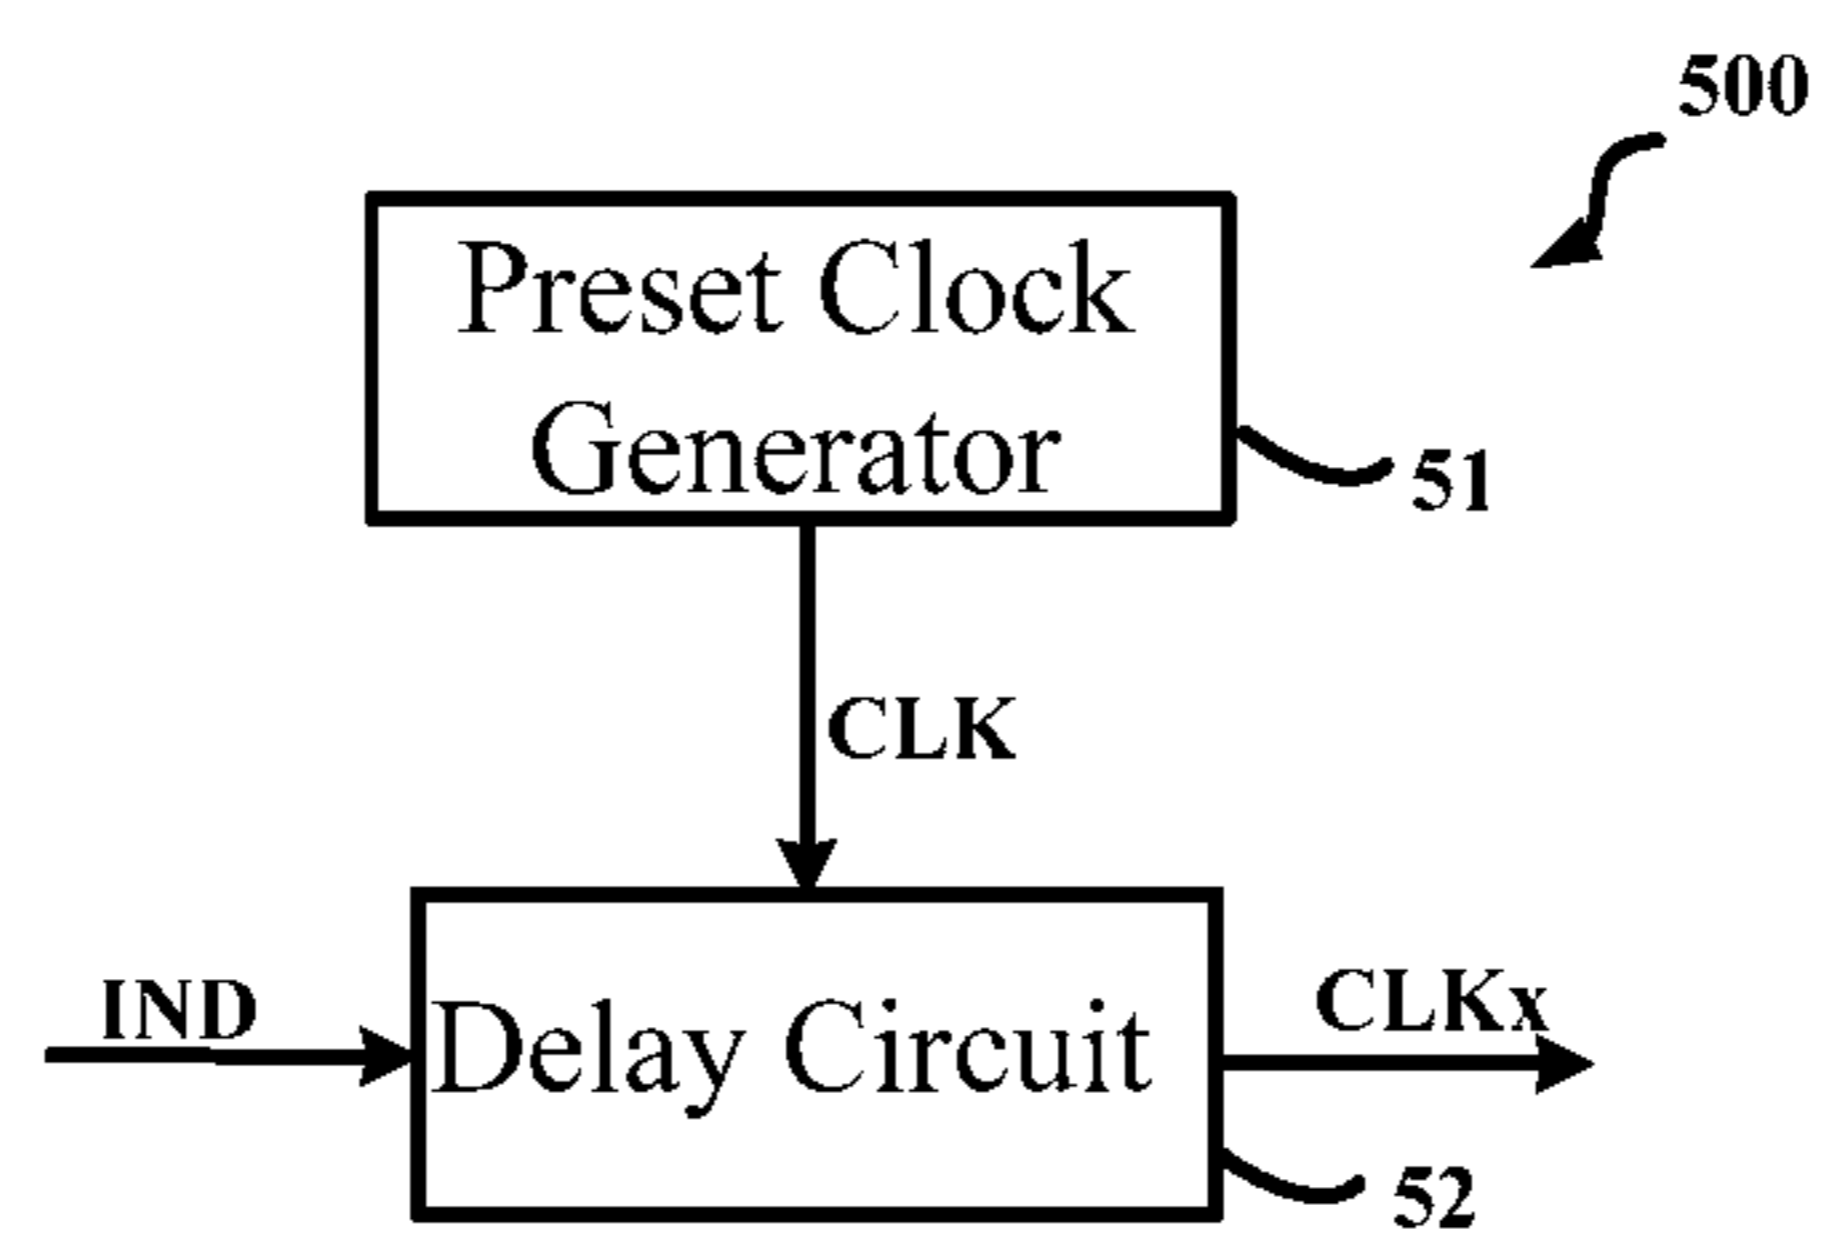 500
Preset Clock
Generator
51
CLK
IND
Delay Circuit
CLKx
52